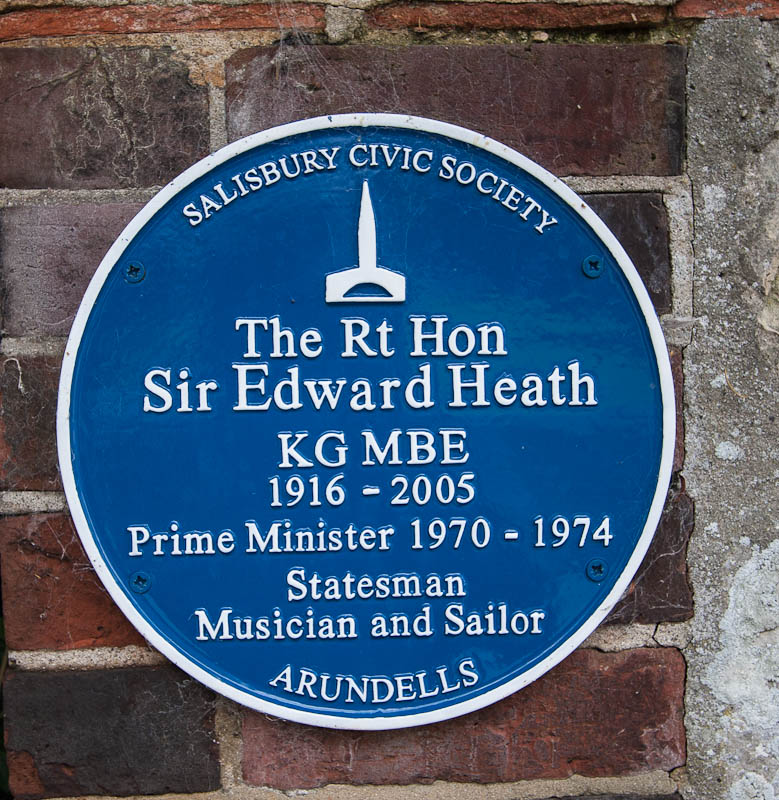 SALISBURY CIVIC SOCIETY
The Rt Hon
Sir Edward Heath
KG MBE
1916 - 2005
Prime Minister 1970 - 1974
Statesman
Musician and Sailor
ARUNDELLS